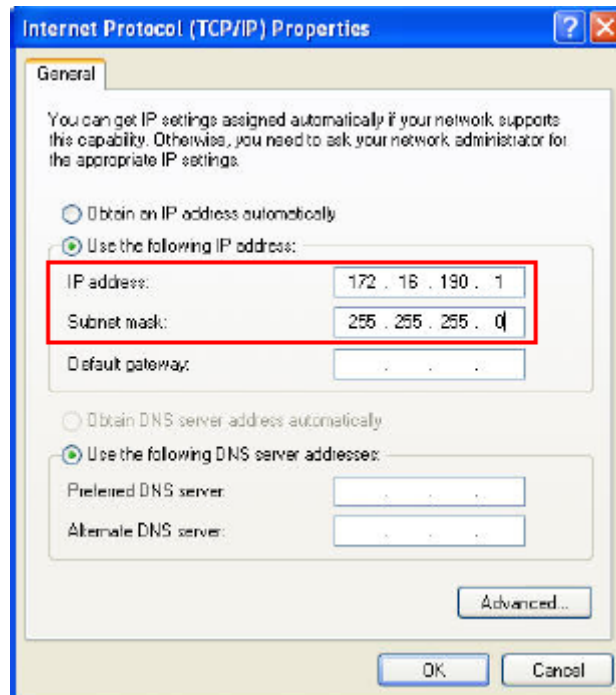 Internet Protocol (TCP/IP) Properties
General
You can get IP settings assigned automatically if your network supports
this capability. Otherwise, you need to ask your network administrator for
the appropriate IP settings.
Obtain an IP address automatically
Use the following IP address:
IP address: 172 . 16 . 190 . 1
Subnet mask: 255 . 255 . 255 . 0
Default gateway: . . .
Obtain DNS server address automatically
Use the following DNS server addresses:
Preferred DNS server: . . .
Alternate DNS server: . . .
Advanced...
OK Cancel